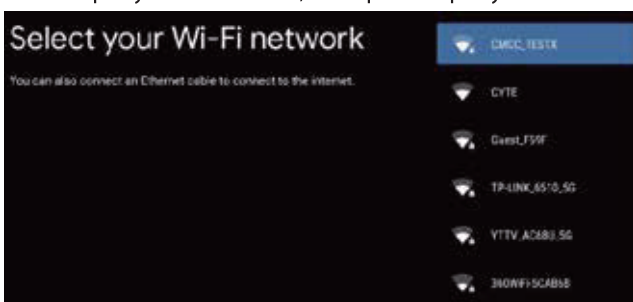 Select your Wi-Fi network
You can also connect an Ethernet cable to connect to the internet.
CMCC_TESTX
CYTE
Guest_F59F
TP-LINK_6510_5G
360WiFi-5CAB6B